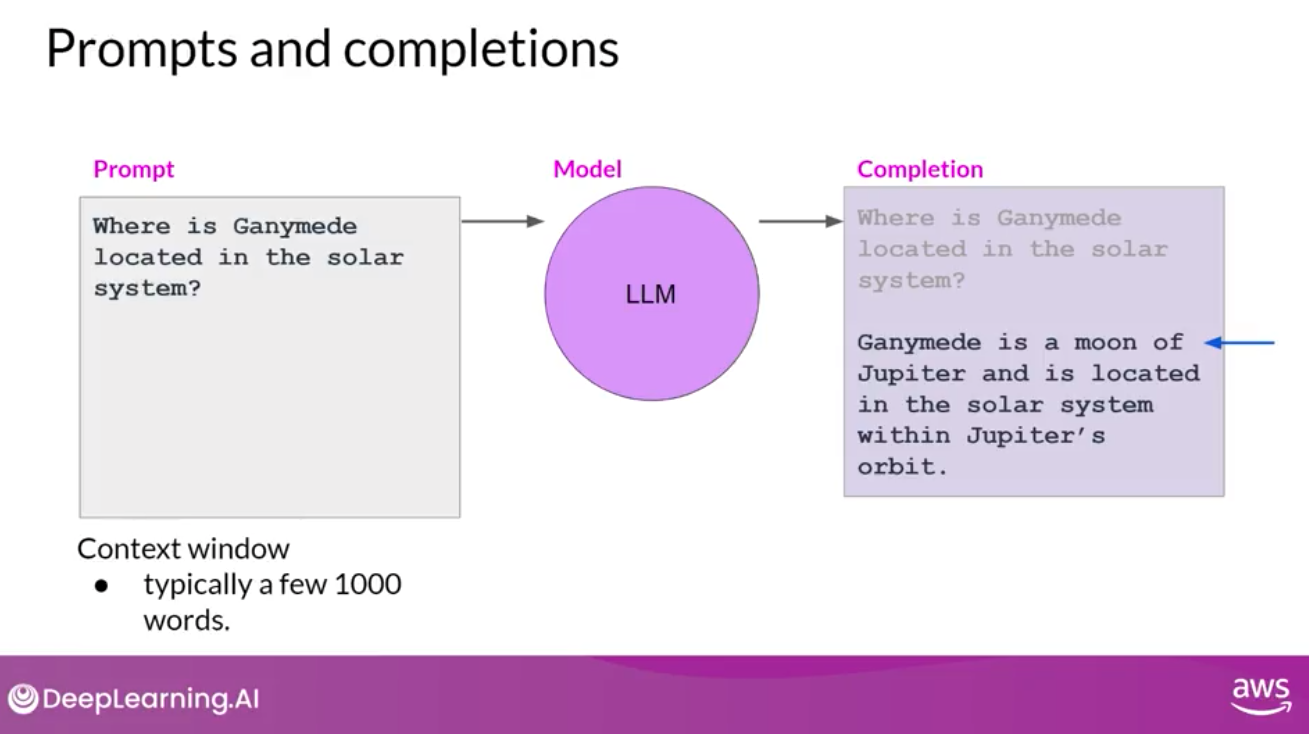 Prompts and completions
Prompt
Where is Ganymede
located in the solar
system?
Context window
● typically a few 1000
words.
Model
LLM
Completion
Where is Ganymede
located in the solar
system?
Ganymede is a moon of
Jupiter and is located
in the solar system
within Jupiter’s
orbit.
DeepLearning.AI
aws